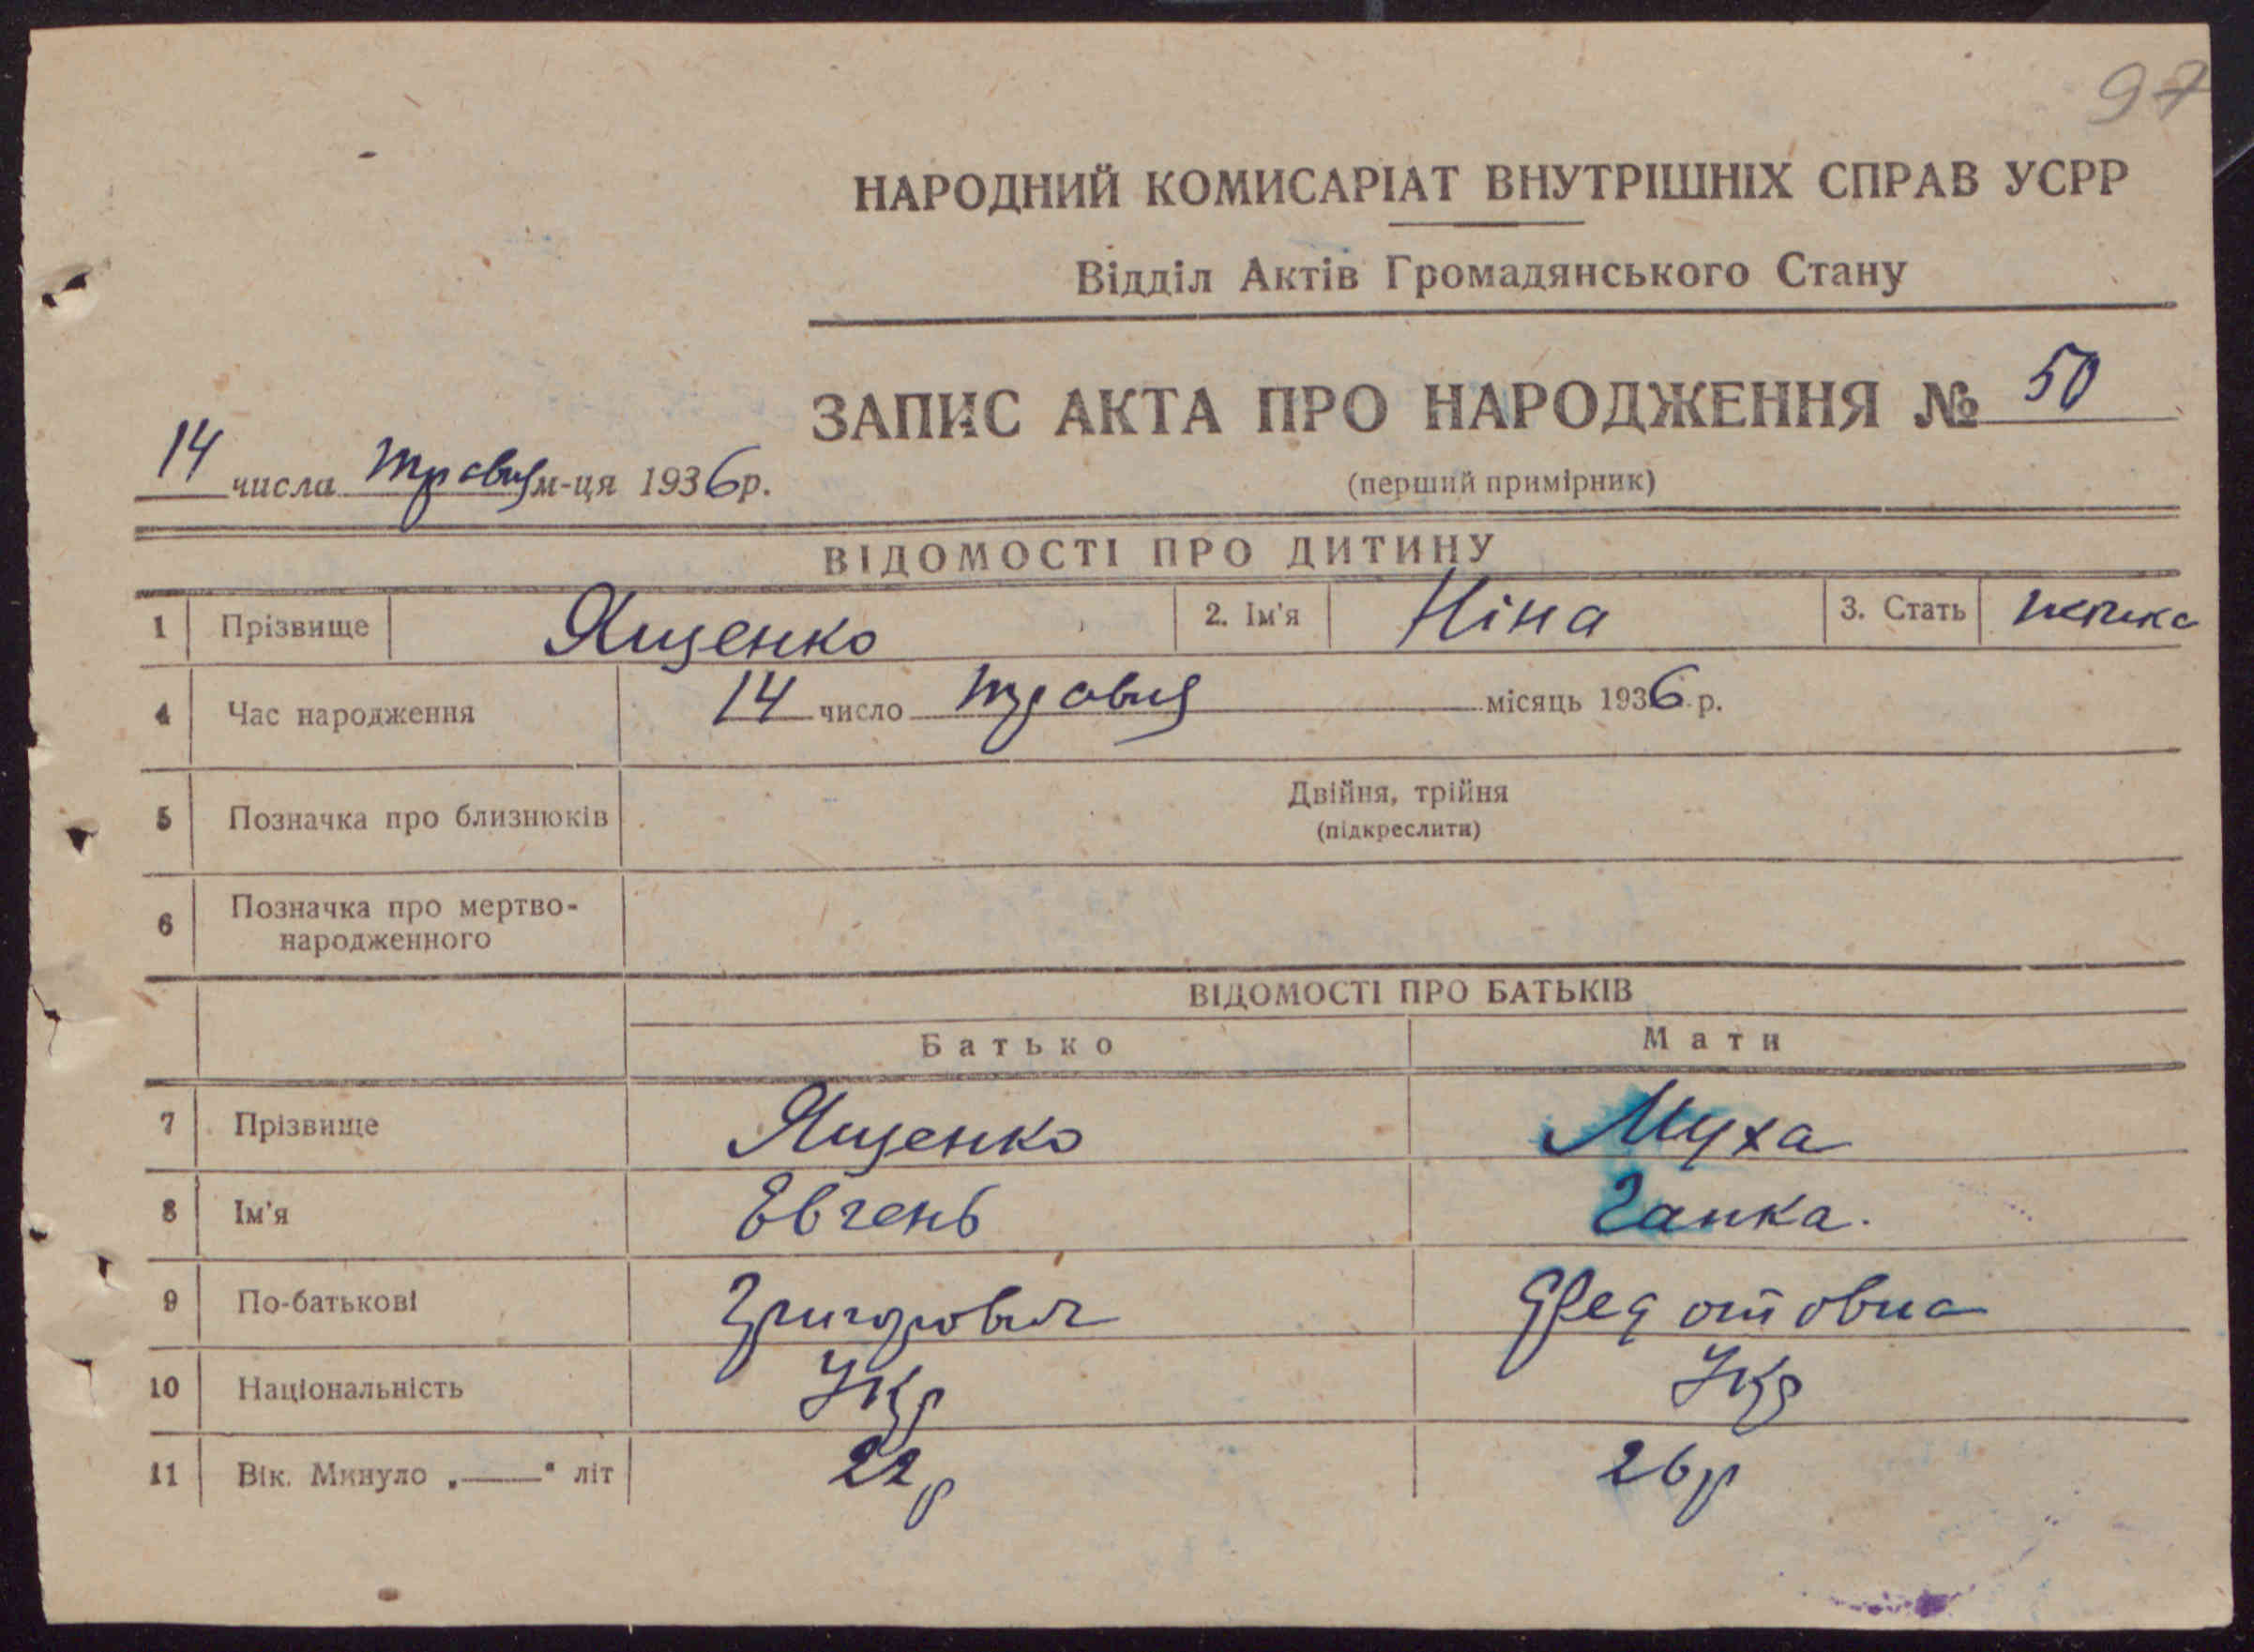 97
НАРОДНИЙ КОМИСАРІАТ ВНУТРІШНІХ СПРАВ УСРР
Відділ Актів Громадянського Стану
ЗАПИС АКТА ПРО НАРОДЖЕННЯ № 50
14 числа травня м-ця 1936 р.
(перший примірник)
ВІДОМОСТІ ПРО ДИТИНУ
1 Прізвище Ященко 2. Ім'я Ніна 3. Стать
4 Час народження 14 число травня місяць 1936 р.
5 Позначка про близнюків Двійня, трійня
(підкреслити)
6 Позначка про мертво-
народженного
ВІДОМОСТІ ПРО БАТЬКІВ
Батько Мати
7 Прізвище Ященко Муха
8 Ім'я Евгень Ганка.
9 По-батькові Григорович Федотовна
10 Національність Укр Укр
11 Вік. Минуло „——" літ 22р 26р